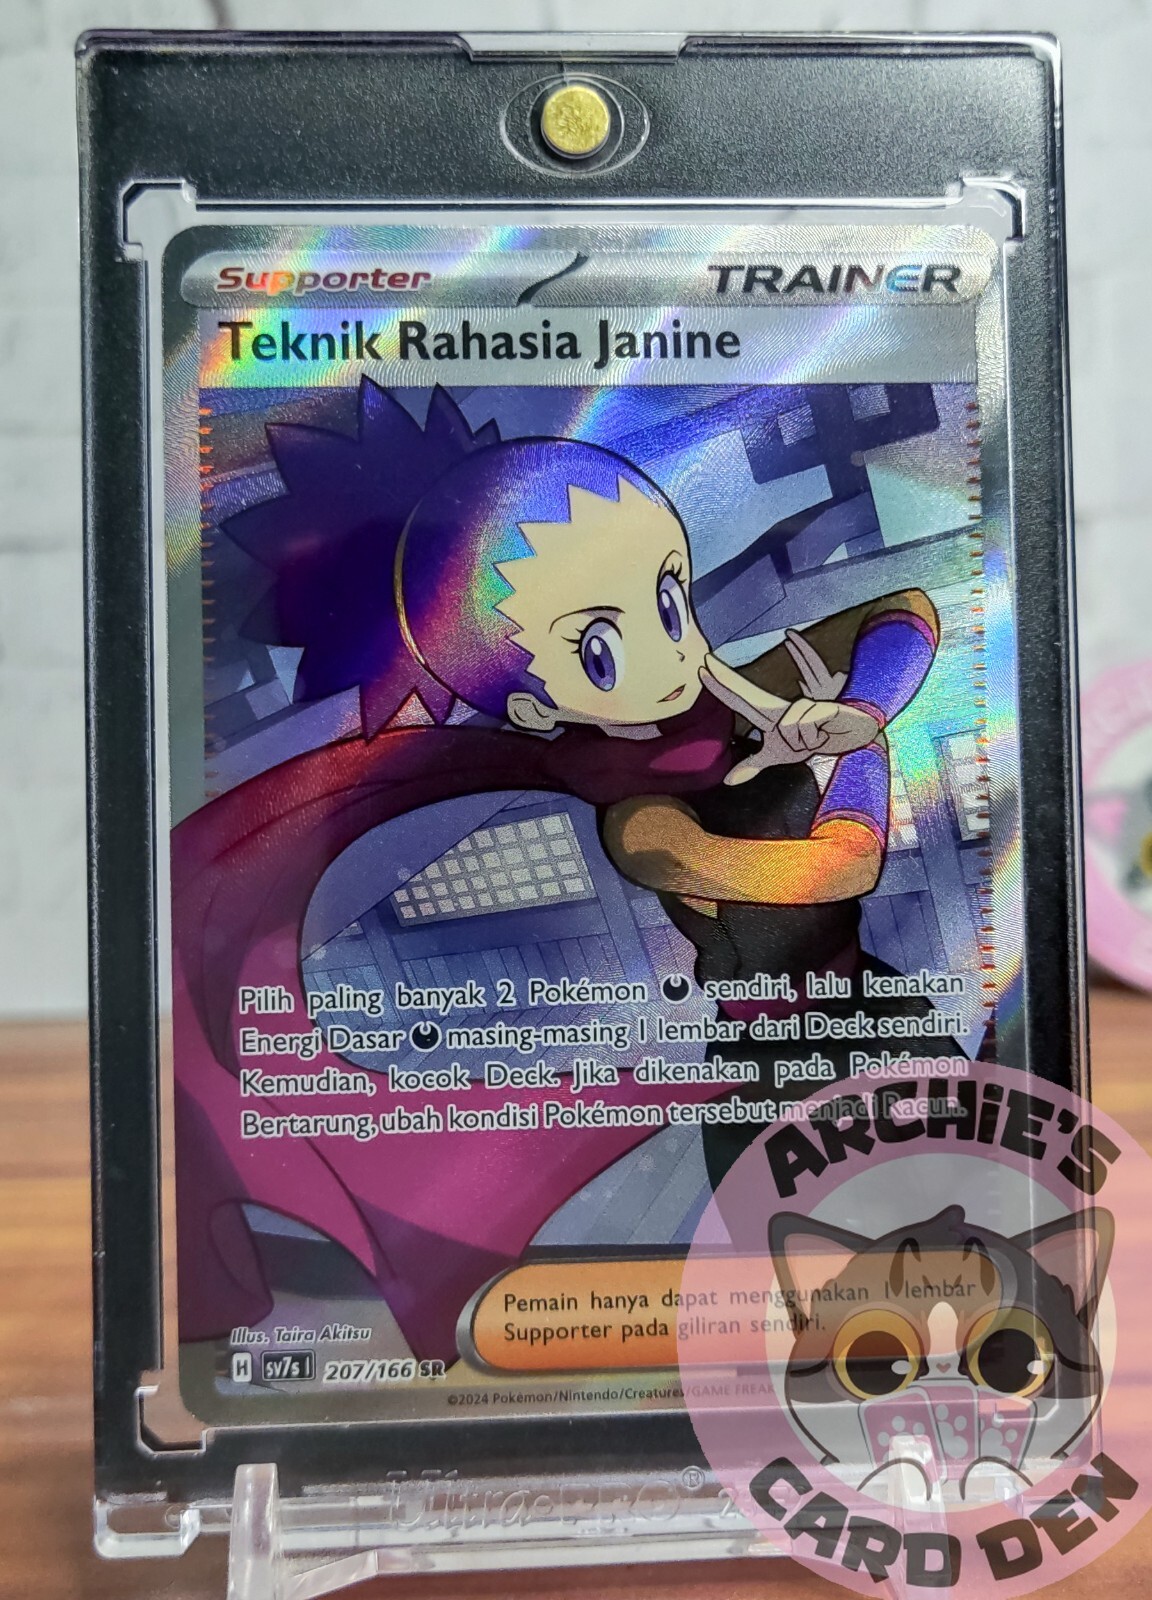 Supporter TRAINER
Teknik Rahasia Janine
Pilih paling banyak 2 Pokémon sendiri, lalu kenakan
Energi Dasar masing-masing 1 lembar dari Deck sendiri.
Kemudian, kocok Deck. Jika dikenakan pada Pokémon
Bertarung, ubah kondisi Pokémon tersebut menjadi Racun.
Pemain hanya dapat menggunakan 1 lembar
Supporter pada giliran sendiri.
Illus. Taira Akitsu
H sv7s I 207/166 SR
©2024 Pokémon/Nintendo/Creatures/GAME FREAK
Ultra PRO®
ARCHiE'S
CARD DEN